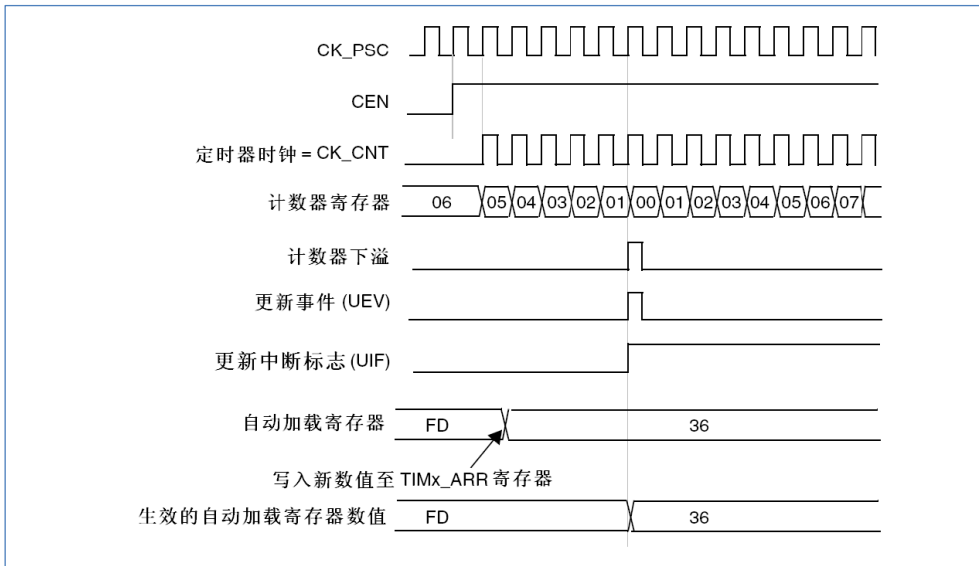 CK_PSC
CEN
定时器时钟 = CK_CNT
计数器寄存器 06 05 04 03 02 01 00 01 02 03 04 05 06 07
计数器下溢
更新事件 (UEV)
更新中断标志 (UIF)
自动加载寄存器 FD 36
写入新数值至 TIMx_ARR 寄存器
生效的自动加载寄存器数值 FD 36